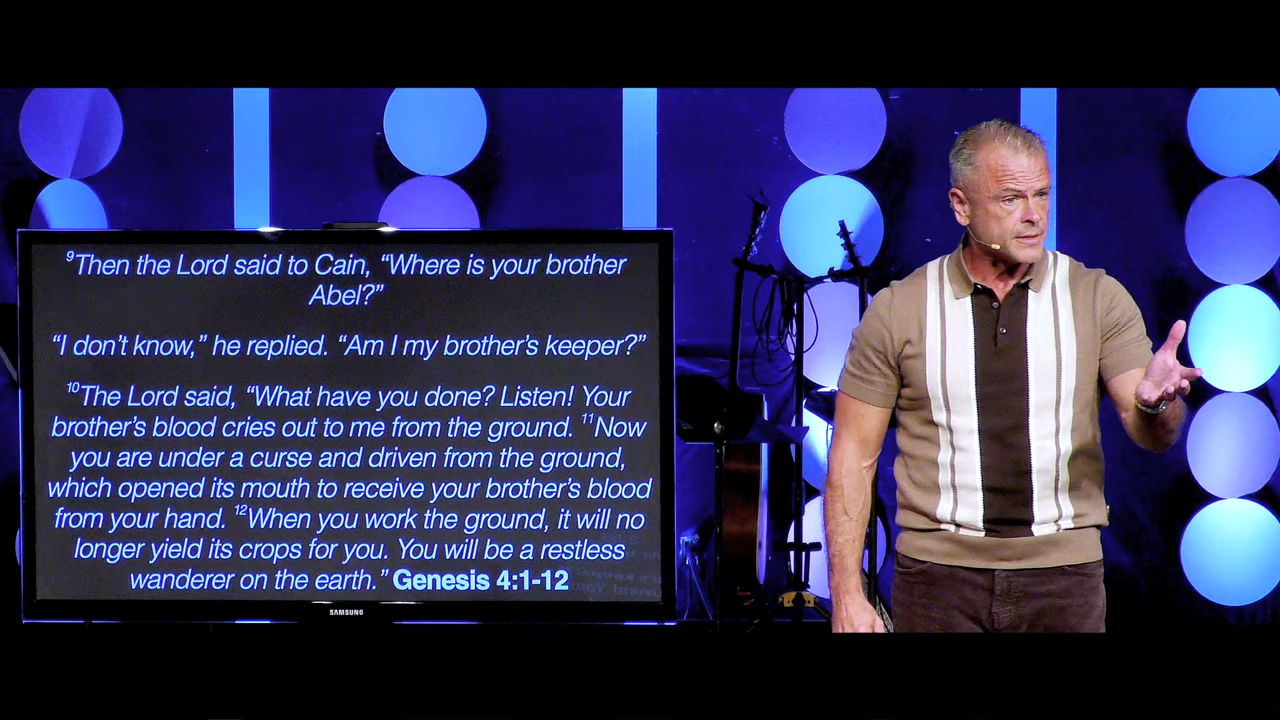 ⁹Then the Lord said to Cain, “Where is your brother
Abel?”
“I don’t know,” he replied. “Am I my brother’s keeper?”
¹⁰The Lord said, “What have you done? Listen! Your
brother’s blood cries out to me from the ground. ¹¹Now
you are under a curse and driven from the ground,
which opened its mouth to receive your brother’s blood
from your hand. ¹²When you work the ground, it will no
longer yield its crops for you. You will be a restless
wanderer on the earth.” Genesis 4:1-12
SAMSUNG